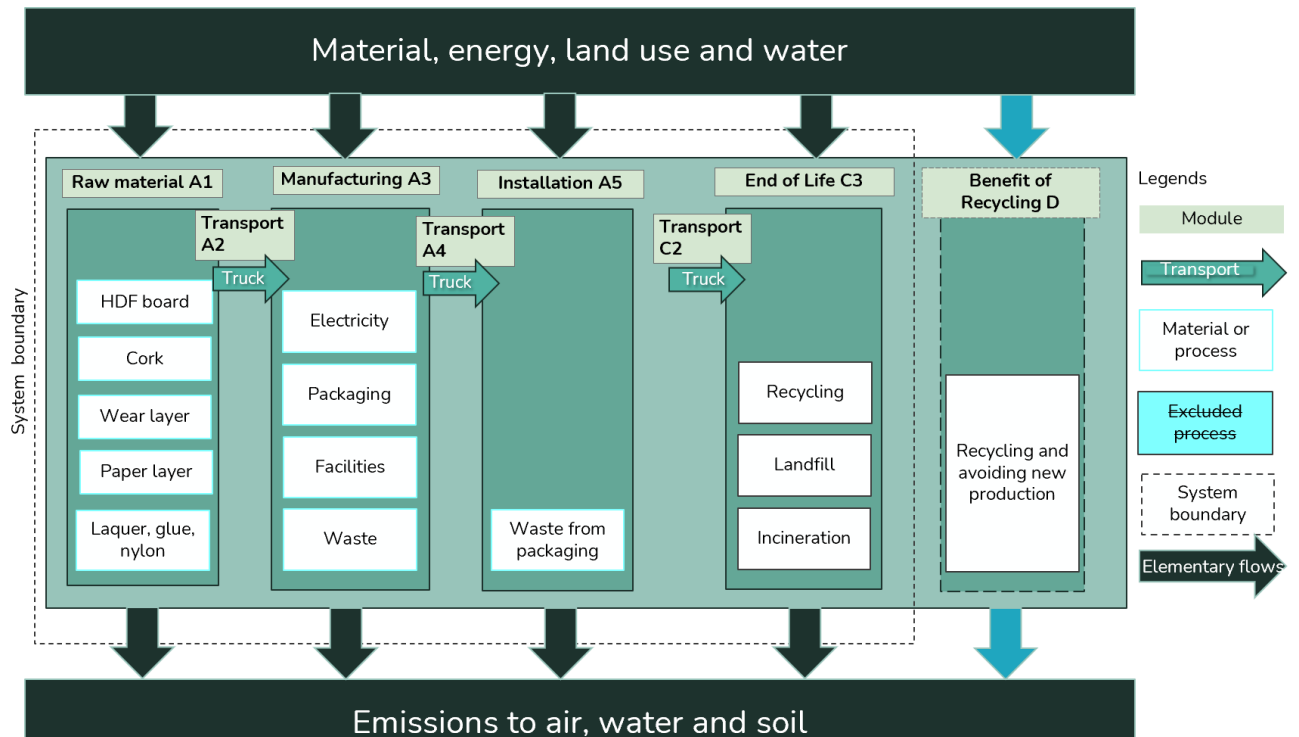 Material, energy, land use and water
Raw material A1
Manufacturing A3
Installation A5
End of Life C3
Benefit of
Recycling D
Legends
Module
Transport
A2
Truck
Transport
A4
Truck
Transport
C2
Truck
Transport
System boundary
HDF board
Cork
Wear layer
Paper layer
Laquer, glue,
nylon
Electricity
Packaging
Facilities
Waste
Waste from
packaging
Recycling
Landfill
Incineration
Recycling and
avoiding new
production
Material or
process
Excluded
process
System
boundary
Elementary flows
Emissions to air, water and soil